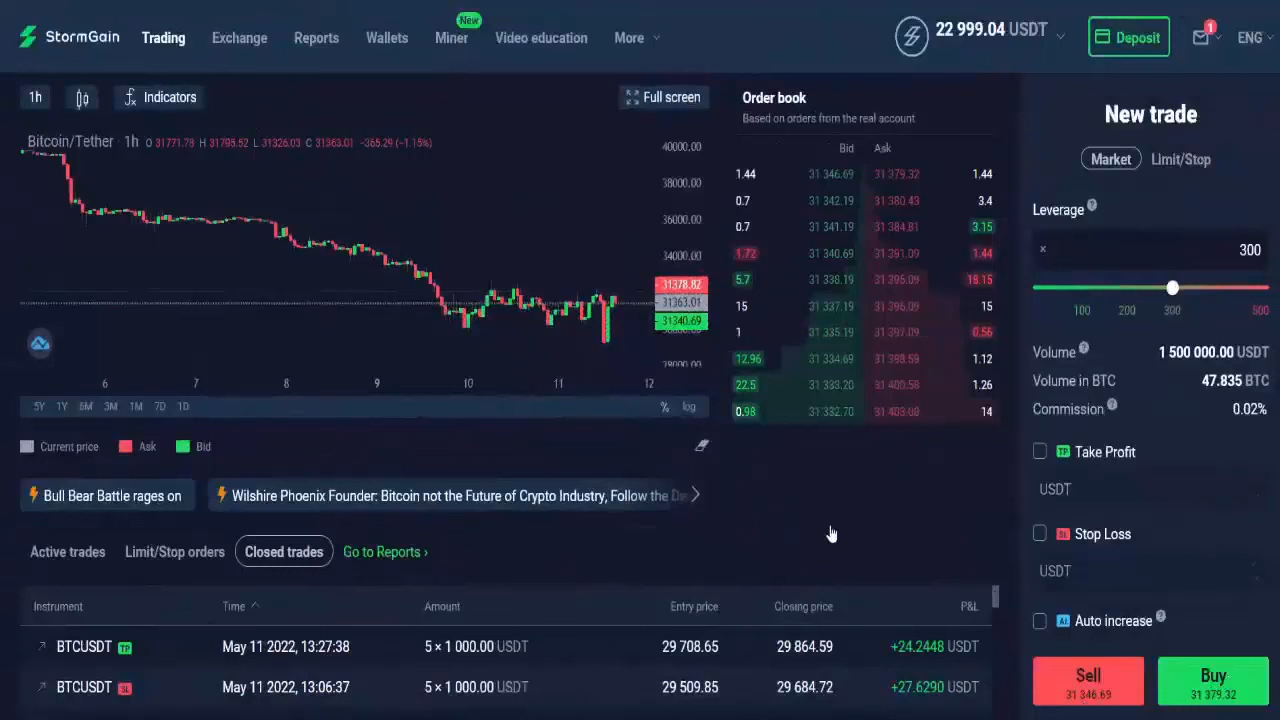 StormGain Trading Exchange Reports Wallets Miner New Video education More 22 999.04 USDT Deposit 1 ENG
1h Indicators Full screen
Bitcoin/Tether · 1h O 31771.78 H 31798.52 L 31326.03 C 31363.01 −365.29 (−1.15%)
40000.00
38000.00
36000.00
34000.00
31378.82
31363.01
31340.69
28000.00
6 7 8 9 10 11 12
5Y 1Y 6M 3M 1M 7D 1D % log
Current price Ask Bid
Bull Bear Battle rages on Wilshire Phoenix Founder: Bitcoin not the Future of Crypto Industry, Follow the
Order book
Based on orders from the real account
Bid Ask
1.44 31 346.69 31 379.32 1.44
0.7 31 342.19 31 380.43 3.4
0.7 31 341.19 31 384.81 3.15
1.72 31 340.69 31 391.09 1.44
5.7 31 338.19 31 395.09 18.15
15 31 337.19 31 396.09 15
1 31 335.19 31 397.09 0.56
12.96 31 334.69 31 398.59 1.12
22.5 31 333.20 31 400.58 1.26
0.98 31 332.70 31 403.08 14
Active trades Limit/Stop orders Closed trades Go to Reports ›
Instrument Time Amount Entry price Closing price P&L
BTCUSDT TP May 11 2022, 13:27:38 5 × 1 000.00 USDT 29 708.65 29 864.59 +24.2448 USDT
BTCUSDT SL May 11 2022, 13:06:37 5 × 1 000.00 USDT 29 509.85 29 684.72 +27.6290 USDT
New trade
Market Limit/Stop
Leverage ?
× 300
100 200 300 500
Volume ? 1 500 000.00 USDT
Volume in BTC 47.835 BTC
Commission ? 0.02%
TP Take Profit
USDT
SL Stop Loss
USDT
AI Auto increase ?
Sell Buy
31 346.69 31 379.32